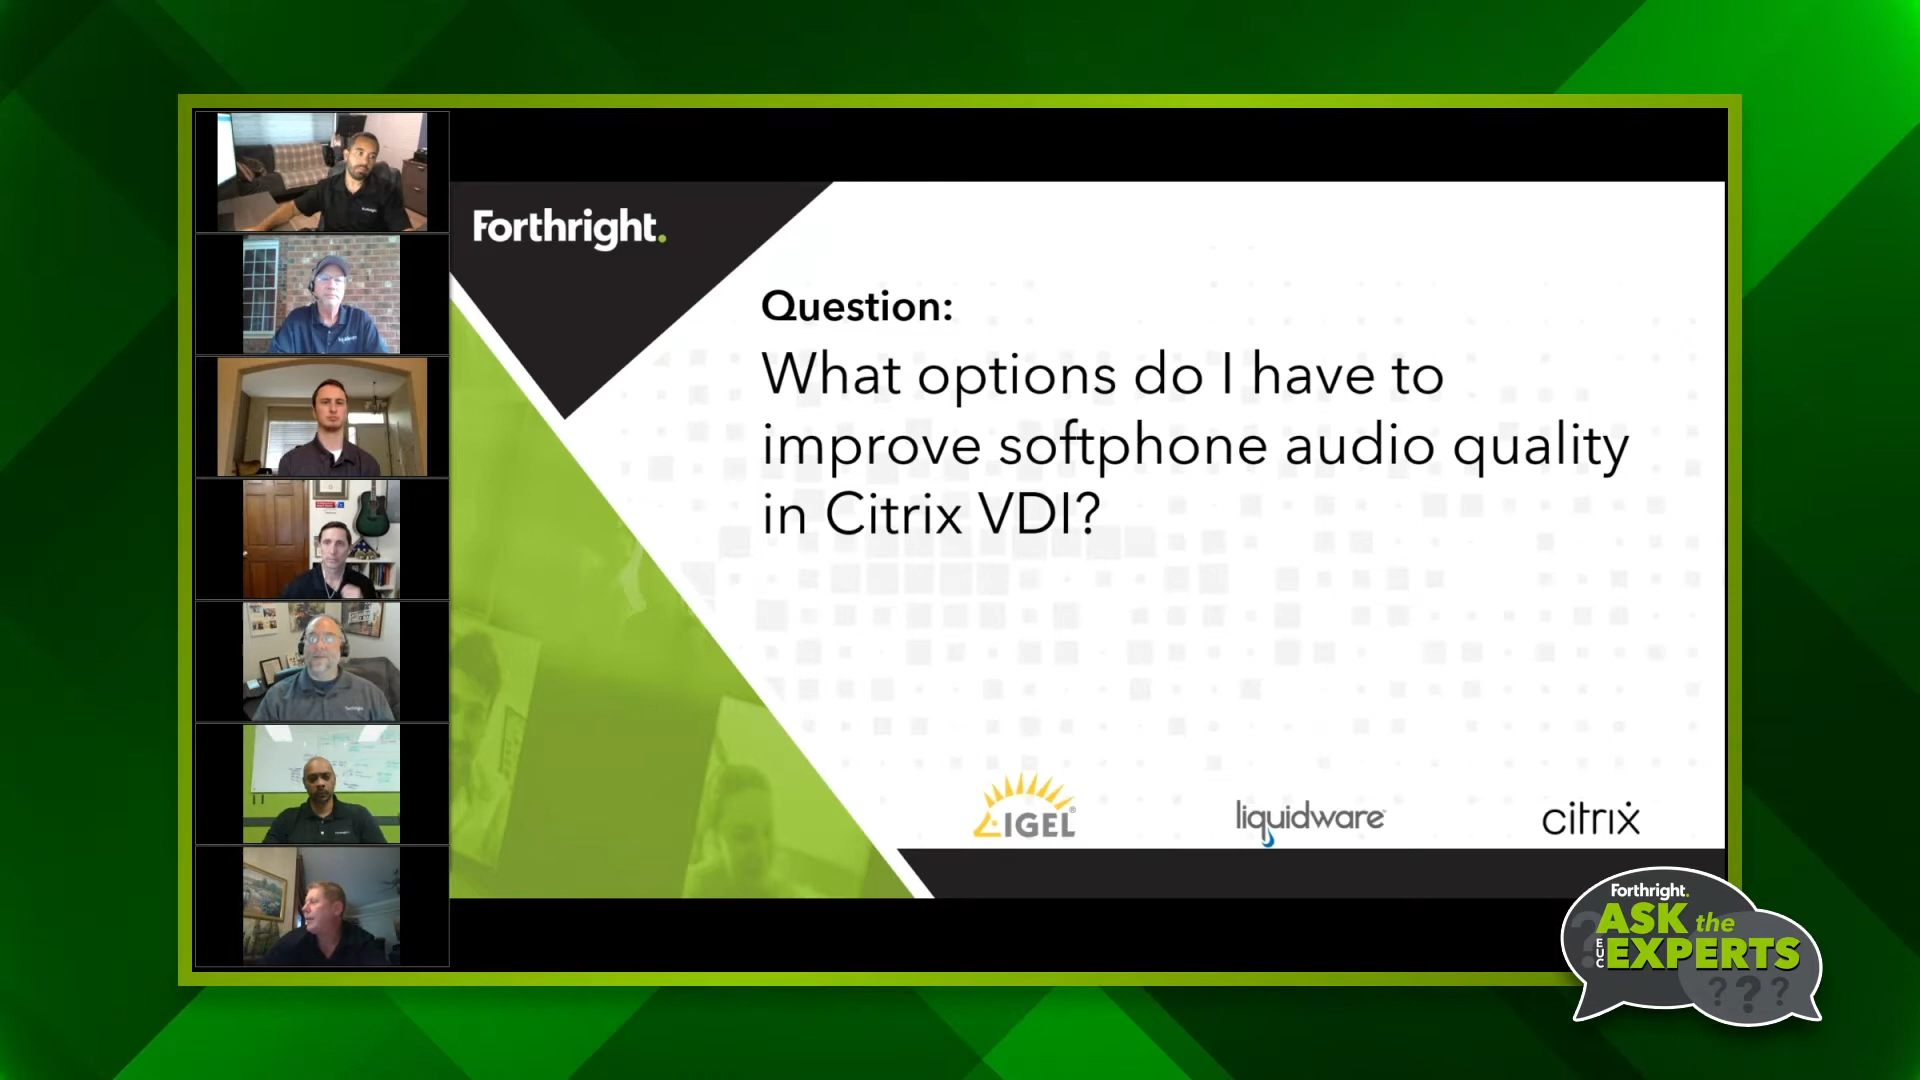 Forthright.
Question:
What options do I have to
improve softphone audio quality
in Citrix VDI?
IGEL®
liquidware
citrix
Forthright.
ASK the
EUC
EXPERTS
???